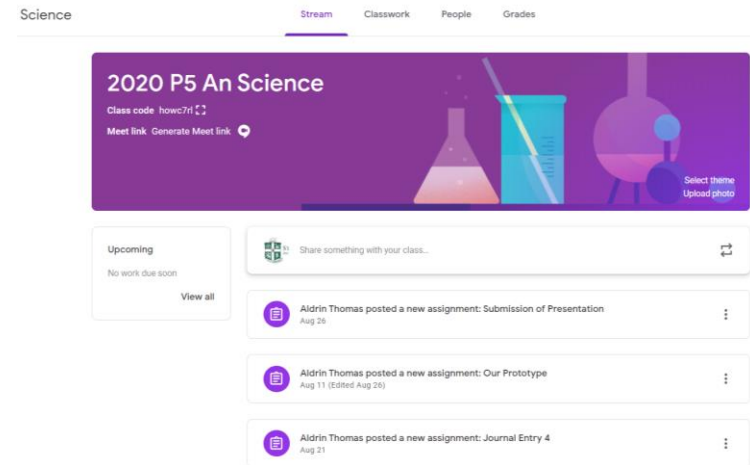 Science
Stream Classwork People Grades
2020 P5 An Science
Class code howc7rl
Meet link Generate Meet link
Select theme
Upload photo
Upcoming
No work due soon
View all
Share something with your class...
Aldrin Thomas posted a new assignment: Submission of Presentation
Aug 26
Aldrin Thomas posted a new assignment: Our Prototype
Aug 11 (Edited Aug 26)
Aldrin Thomas posted a new assignment: Journal Entry 4
Aug 21